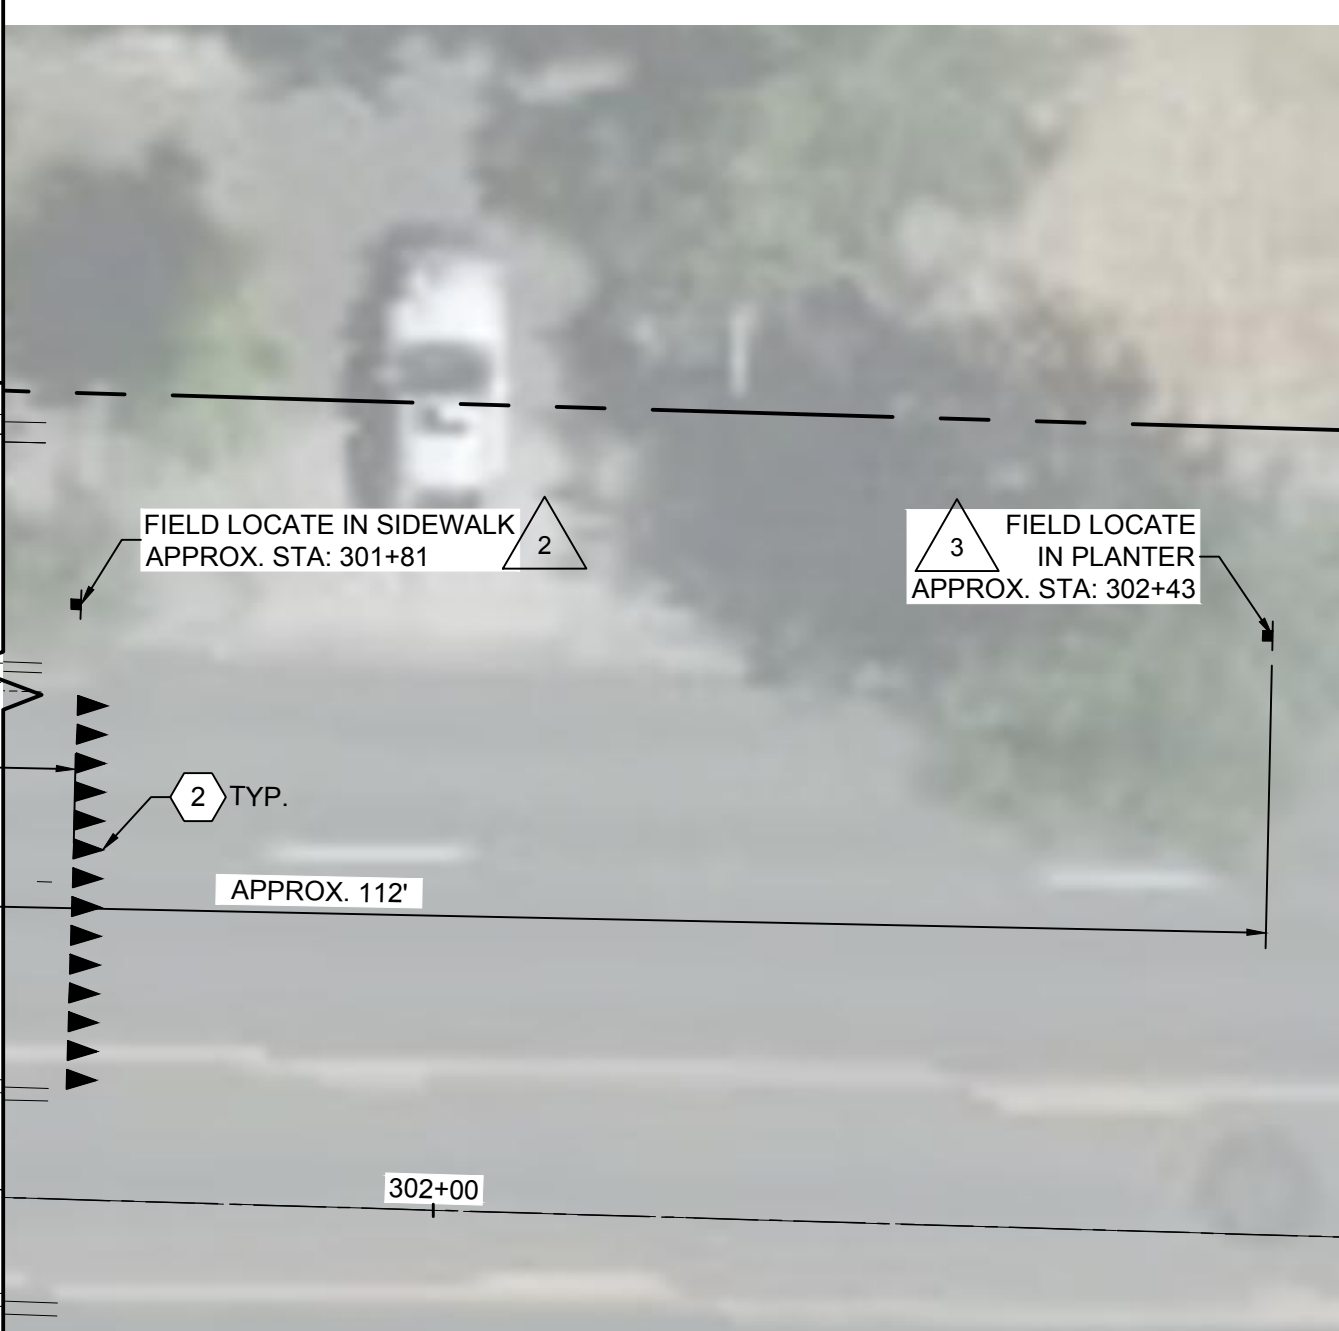 FIELD LOCATE IN SIDEWALK
APPROX. STA: 301+81
2
3
FIELD LOCATE
IN PLANTER
APPROX. STA: 302+43
2 TYP.
APPROX. 112'
302+00